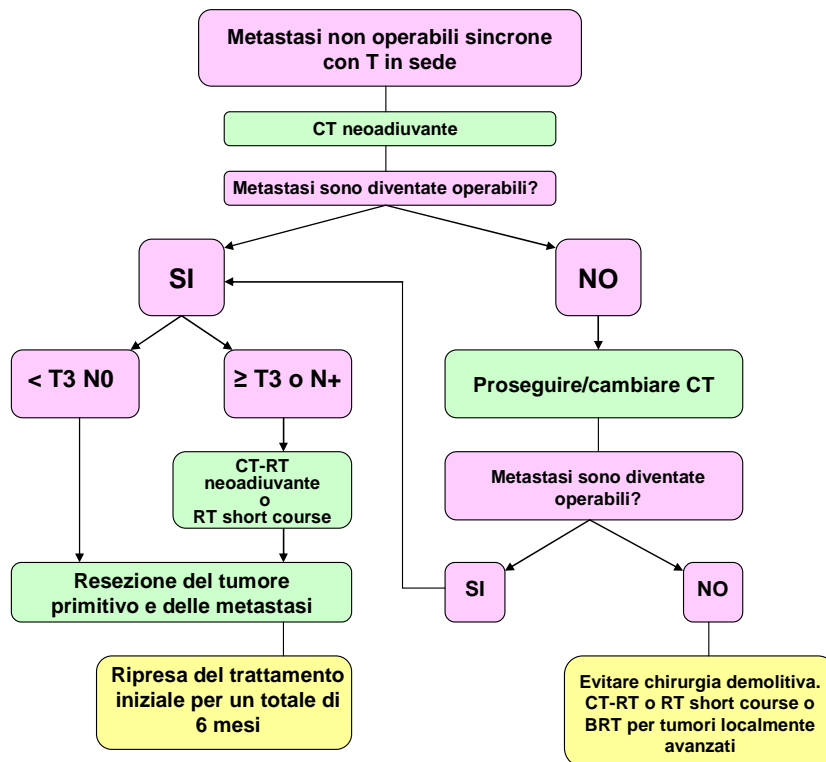 Metastasi non operabili sincrone
con T in sede
CT neoadiuvante
Metastasi sono diventate operabili?
SI
NO
< T3 N0
≥ T3 o N+
Proseguire/cambiare CT
CT-RT
neoadiuvante
o
RT short course
Metastasi sono diventate
operabili?
Resezione del tumore
primitivo e delle metastasi
SI
NO
Ripresa del trattamento
iniziale per un totale di
6 mesi
Evitare chirurgia demolitiva.
CT-RT o RT short course o
BRT per tumori localmente
avanzati